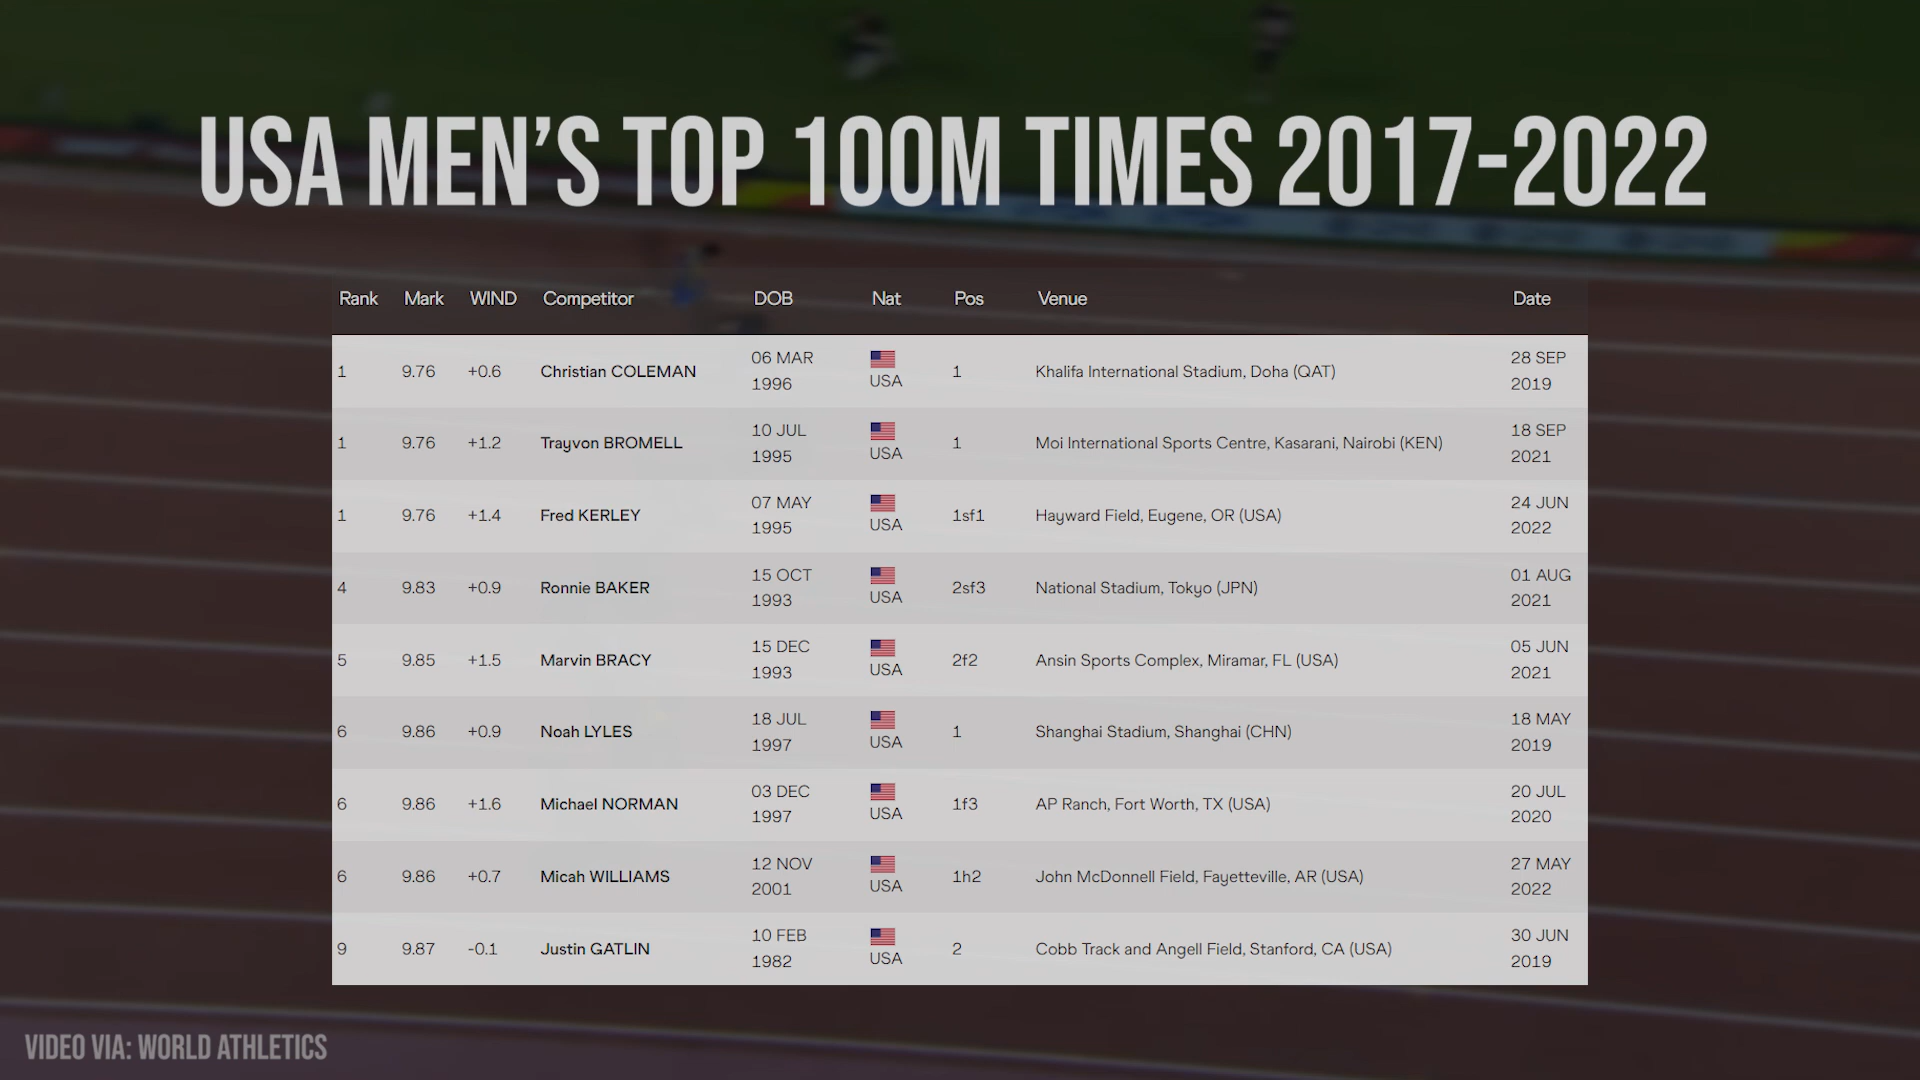 USA MEN'S TOP 100M TIMES 2017-2022
Rank Mark WIND Competitor DOB Nat Pos Venue Date
1 9.76 +0.6 Christian COLEMAN 06 MAR 1996 USA 1 Khalifa International Stadium, Doha (QAT) 28 SEP 2019
1 9.76 +1.2 Trayvon BROMELL 10 JUL 1995 USA 1 Moi International Sports Centre, Kasarani, Nairobi (KEN) 18 SEP 2021
1 9.76 +1.4 Fred KERLEY 07 MAY 1995 USA 1sf1 Hayward Field, Eugene, OR (USA) 24 JUN 2022
4 9.83 +0.9 Ronnie BAKER 15 OCT 1993 USA 2sf3 National Stadium, Tokyo (JPN) 01 AUG 2021
5 9.85 +1.5 Marvin BRACY 15 DEC 1993 USA 2f2 Ansin Sports Complex, Miramar, FL (USA) 05 JUN 2021
6 9.86 +0.9 Noah LYLES 18 JUL 1997 USA 1 Shanghai Stadium, Shanghai (CHN) 18 MAY 2019
6 9.86 +1.6 Michael NORMAN 03 DEC 1997 USA 1f3 AP Ranch, Fort Worth, TX (USA) 20 JUL 2020
6 9.86 +0.7 Micah WILLIAMS 12 NOV 2001 USA 1h2 John McDonnell Field, Fayetteville, AR (USA) 27 MAY 2022
9 9.87 -0.1 Justin GATLIN 10 FEB 1982 USA 2 Cobb Track and Angell Field, Stanford, CA (USA) 30 JUN 2019
VIDEO VIA: WORLD ATHLETICS